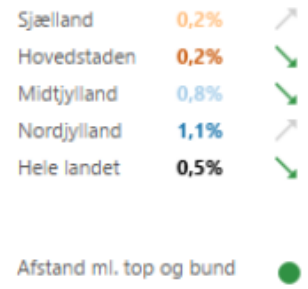 Sjælland 0,2%
Hovedstaden 0,2%
Midtjylland 0,8%
Nordjylland 1,1%
Hele landet 0,5%
Afstand ml. top og bund